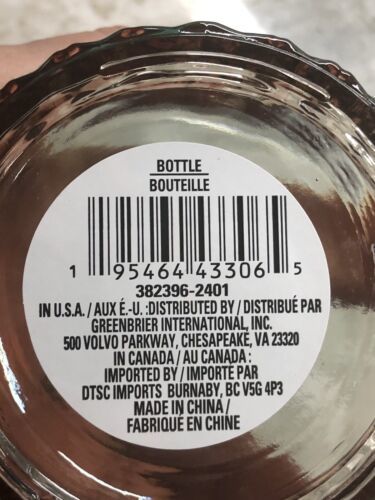 BOTTLE
BOUTEILLE
1 95464 43306 5
382396-2401
IN U.S.A./AUX É.-U. :DISTRIBUTED BY/DISTRIBUÉ PAR
GREENBRIER INTERNATIONAL, INC.
500 VOLVO PARKWAY, CHESAPEAKE, VA 23320
IN CANADA/AU CANADA:
IMPORTED BY/IMPORTÉ PAR
DTSC IMPORTS BURNABY, BC V5G 4P3
MADE IN CHINA/
FABRIQUÉ EN CHINE